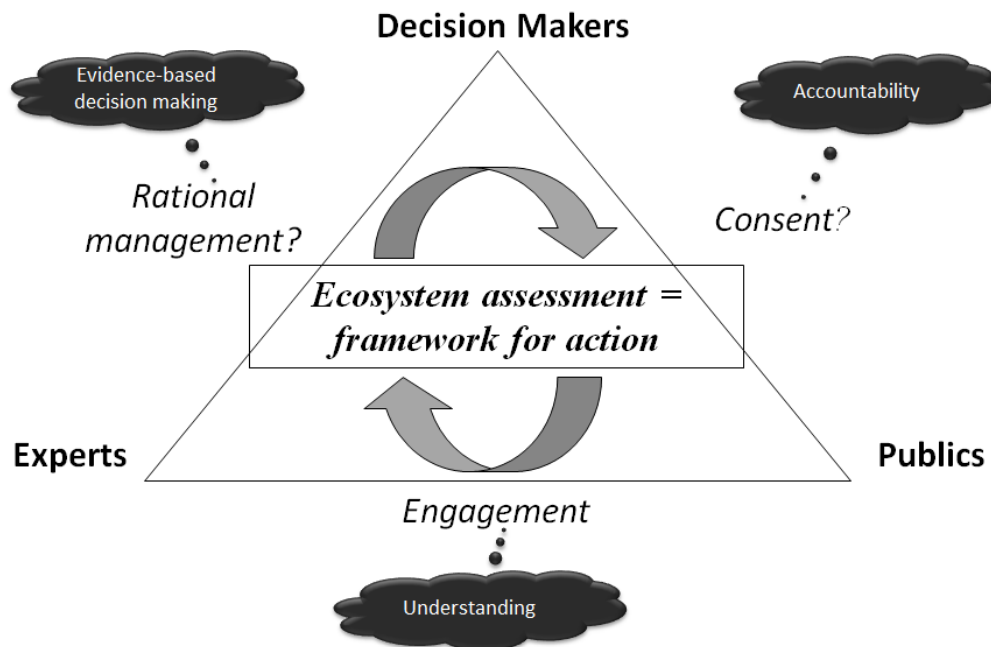 Decision Makers
Evidence-based
decision making
Accountability
Rational
management?
Consent?
Ecosystem assessment =
framework for action
Experts
Publics
Engagement
Understanding